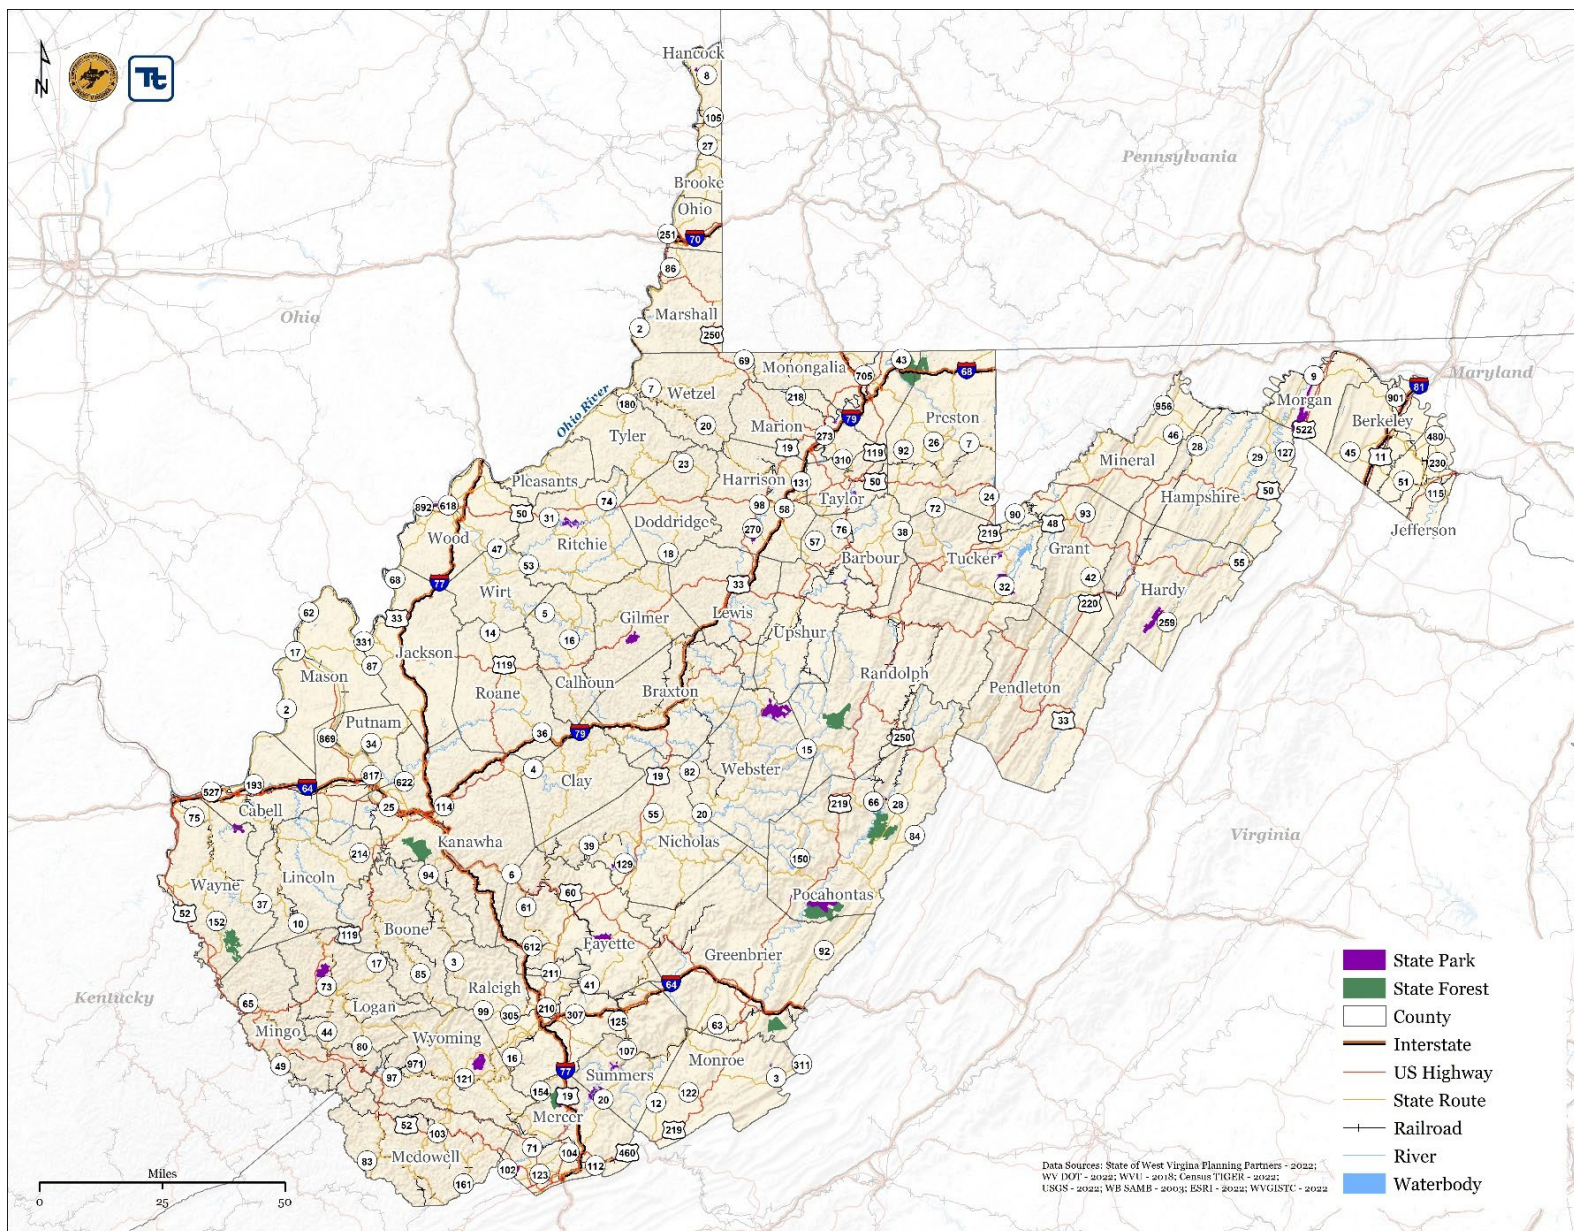 Hancock
8
105
27
Pennsylvania
Brooke
Ohio
251
70
86
Ohio
Marshall
2
250
69
Monongalia
705
43
68
9
81
Maryland
Morgan
901
Berkeley
522
7
Wetzel
218
Ohio River
180
20
Marion
79
Preston
956
Tyler
19
273
310
119
92
26
7
46
28
Mineral
29
127
45
11
480
230
23
Pleasants
Harrison
131
Taylor
50
24
Hampshire
50
51
115
Jefferson
892
618
50
31
74
98
58
72
90
93
Wood
Ritchie
Doddridge
270
57
76
38
219
48
47
53
18
Barbour
Tucker
Grant
55
68
77
Wirt
33
32
42
Hardy
62
33
5
Gilmer
Lewis
220
259
17
331
14
16
Upshur
87
Jackson
119
Mason
Roane
Calhoun
Braxton
Randolph
Pendleton
2
Putnam
33
869
34
36
79
250
15
817
622
4
Clay
19
82
Webster
527
193
64
75
Cabell
25
114
55
20
219
66
28
Virginia
84
Kanawha
39
Nicholas
214
94
6
129
150
Wayne
Lincoln
60
Pocahontas
52
152
37
10
61
119
Boone
612
Fayette
92
Greenbrier
17
3
85
211
State Park
73
Raleigh
41
64
State Forest
Kentucky
65
Logan
99
305
210
307
125
63
County
Mingo
44
Wyoming
Interstate
80
971
16
107
Monroe
49
97
121
77
Summers
3
311
US Highway
154
19
20
12
122
State Route
Mercer
52
103
219
Railroad
Mcdowell
71
104
460
83
102
123
112
River
161
Waterbody
Miles
0
25
50
N
Data Sources: State of West Virgina Planning Partners - 2022;
WV DOT - 2022; WVU - 2018; Census TIGER - 2022;
USGS - 2022; WB SAMB - 2003; ESRI - 2022; WVGISTC - 2022